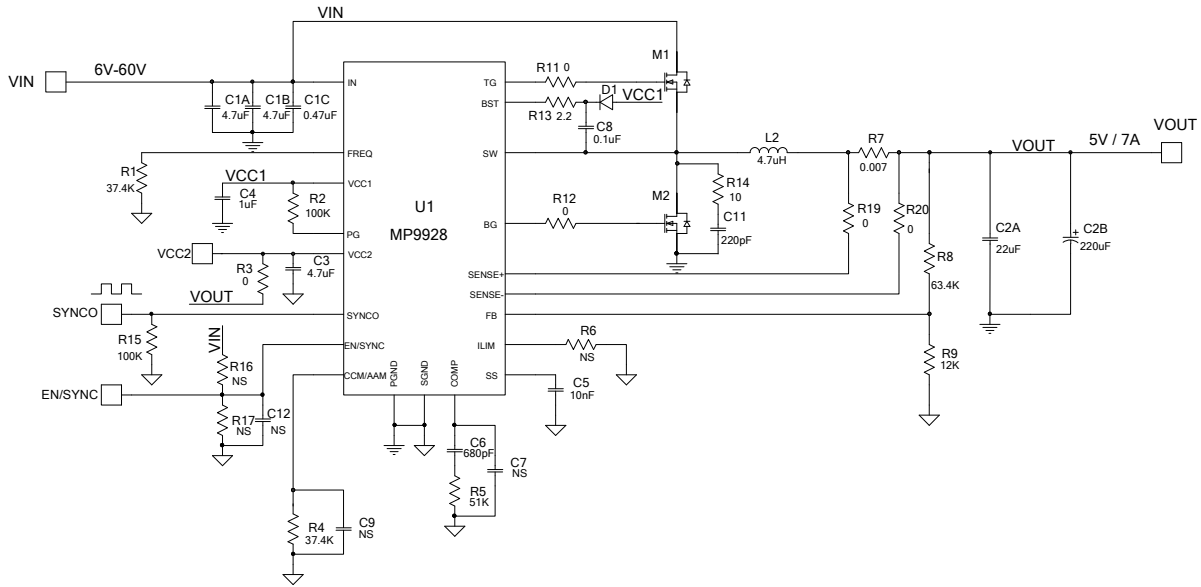 VIN
VIN
6V-60V
C1A
4.7uF
C1B
4.7uF
C1C
0.47uF
IN
TG
BST
R11 0
R13 2.2
D1
VCC1
C8
0.1uF
M1
R1
37.4K
FREQ
SW
L2
4.7uH
R7
0.007
VOUT
5V / 7A
VOUT
VCC1
C4
1uF
R2
100K
VCC1
PG
U1
MP9928
BG
R12
0
M2
R14
10
C11
220pF
R19
0
R20
0
R8
63.4K
C2A
22uF
+
C2B
220uF
VCC2
R3
0
C3
4.7uF
VCC2
VOUT
SENSE+
SENSE-
SYNCO
R15
100K
SYNCO
FB
VIN
R16
NS
EN/SYNC
ILIM
R6
NS
R9
12K
EN/SYNC
R17
NS
C12
NS
CCM/AAM
PGND
SGND
COMP
SS
C5
10nF
C6
680pF
R5
51K
C7
NS
R4
37.4K
C9
NS